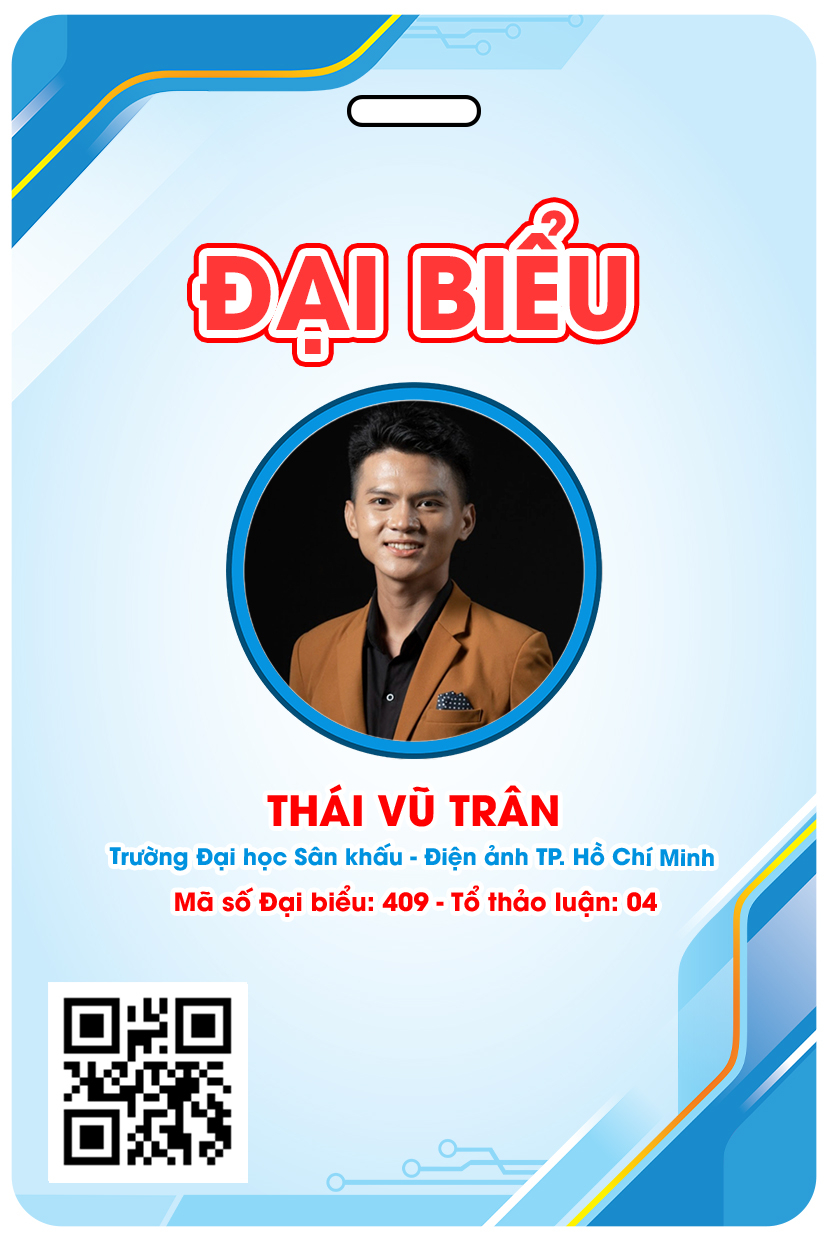 ĐẠI BIỂU
THÁI VŨ TRÂN
Trường Đại học Sân khấu - Điện ảnh TP. Hồ Chí Minh
Mã số Đại biểu: 409 - Tổ thảo luận: 04